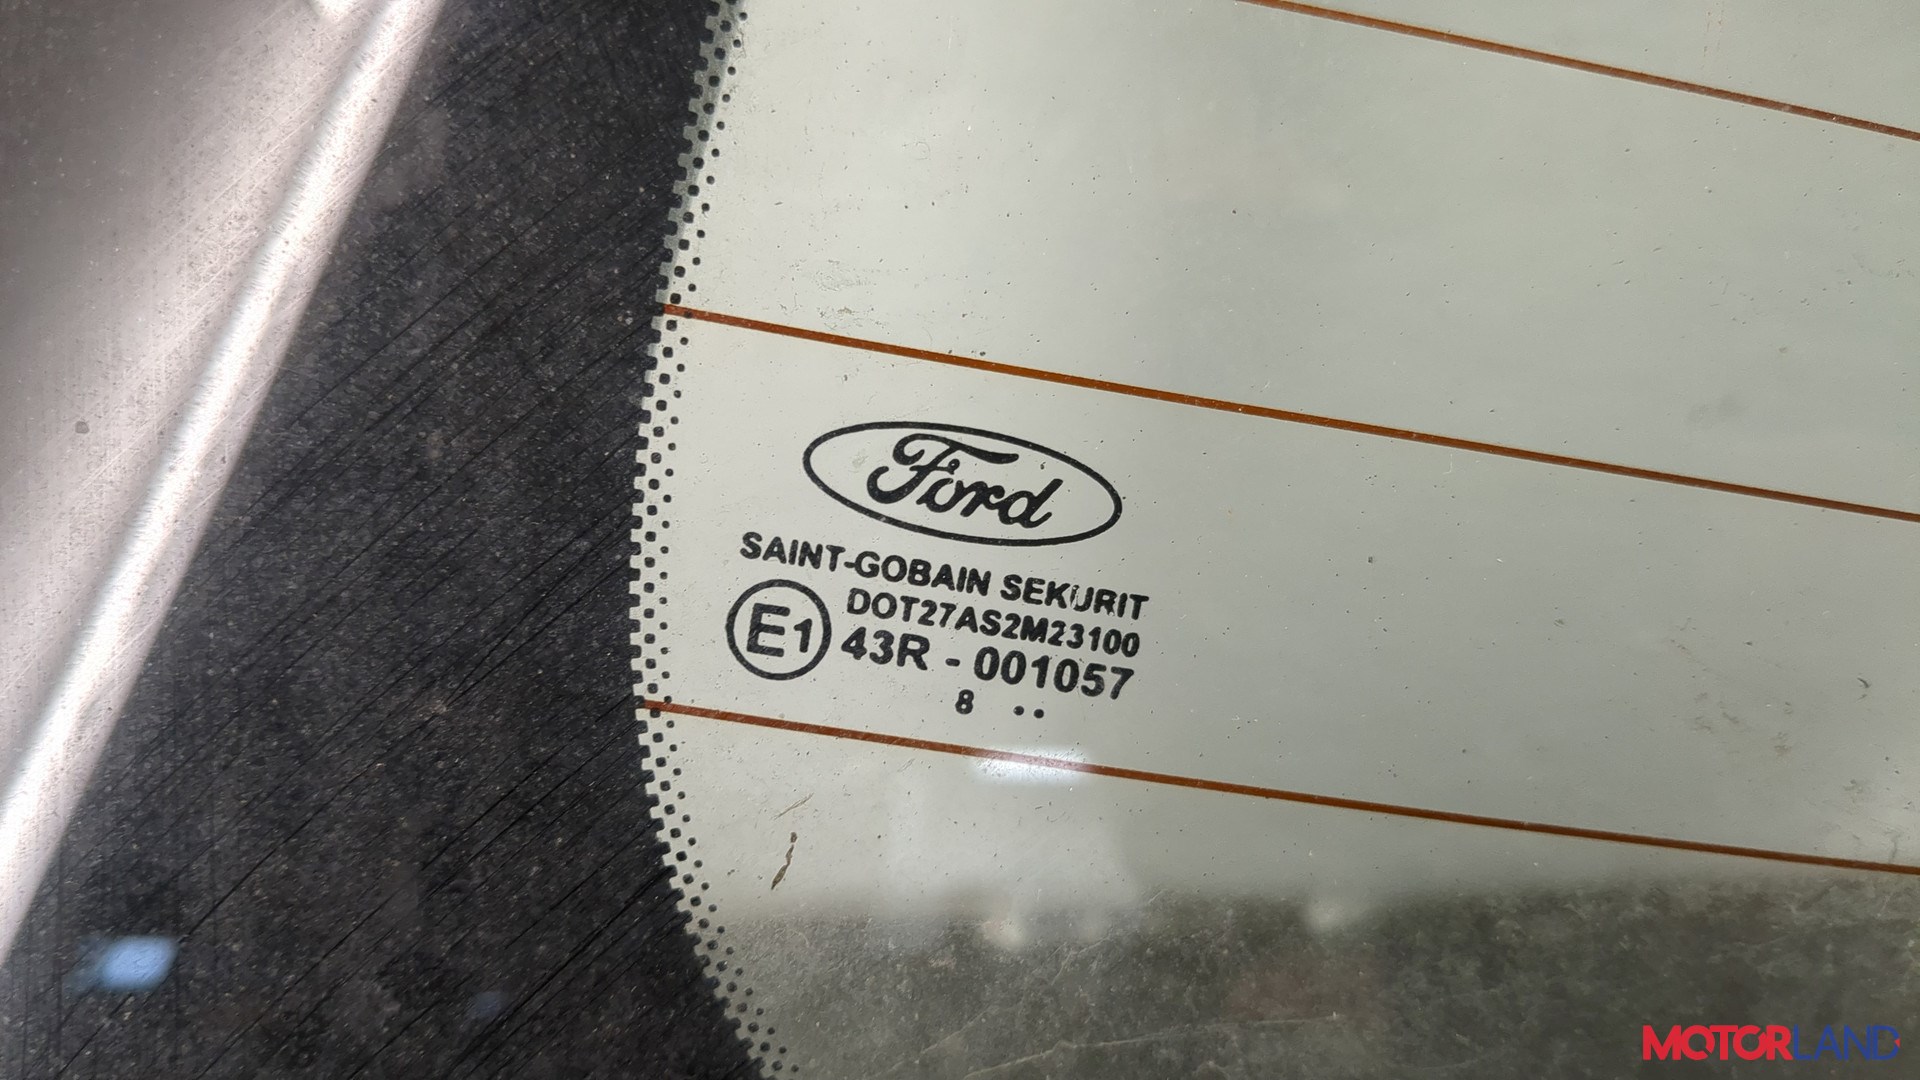 Ford
SAINT-GOBAIN SEKURIT
DOT27AS2M23100
E1 43R - 001057
8 ..
MOTORLAND